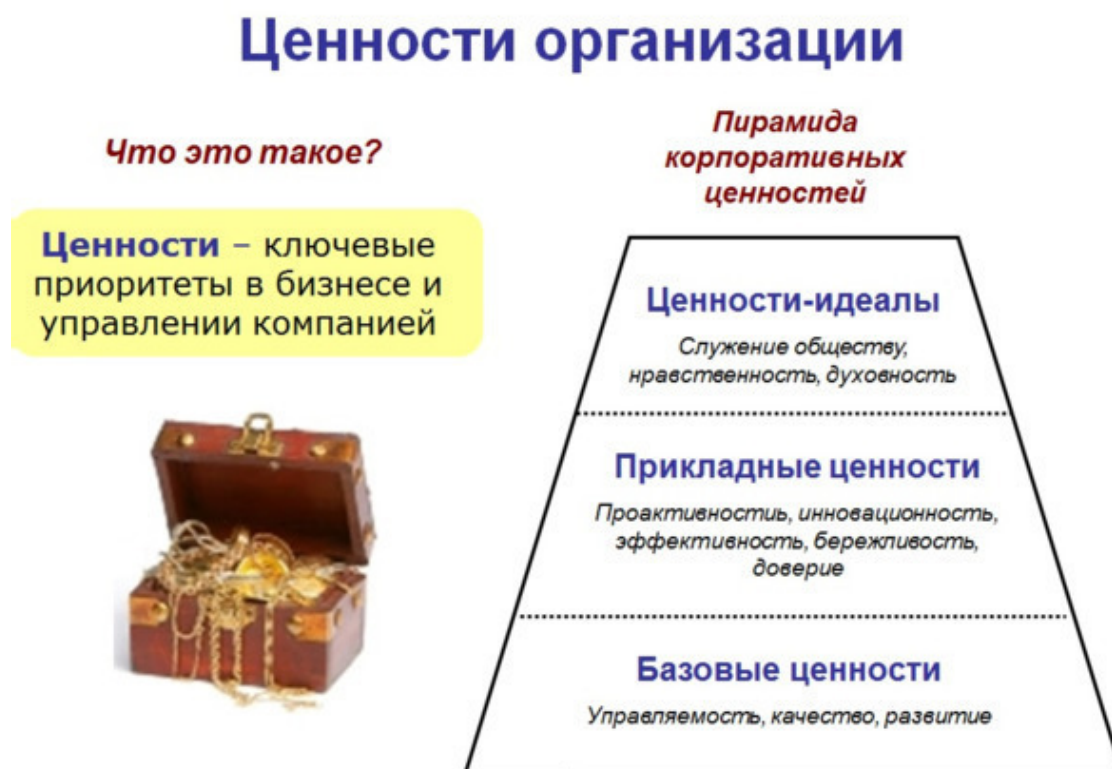 Ценности организации
Что это такое?
Ценности – ключевые
приоритеты в бизнесе и
управлении компанией
Пирамида
корпоративных
ценностей
Ценности-идеалы
Служение обществу,
нравственность, духовность
Прикладные ценности
Проактивностиь, инновационность,
эффективность, бережливость,
доверие
Базовые ценности
Управляемость, качество, развитие